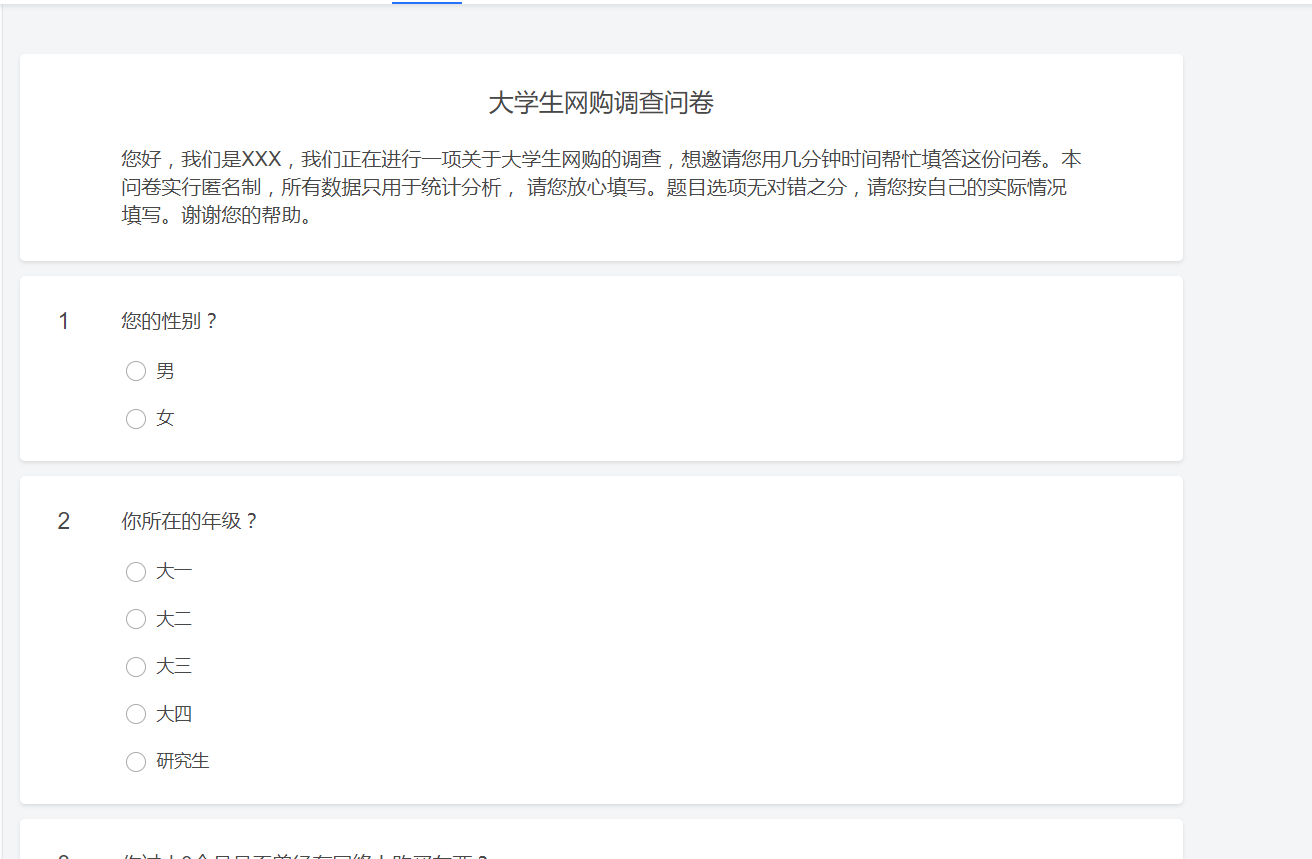 大学生网购调查问卷
您好，我们是XXX，我们正在进行一项关于大学生网购的调查，想邀请您用几分钟时间帮忙填答这份问卷。本
问卷实行匿名制，所有数据只用于统计分析， 请您放心填写。题目选项无对错之分，请您按自己的实际情况
填写。谢谢您的帮助。
1 您的性别？
男
女
2 你所在的年级？
大一
大二
大三
大四
研究生